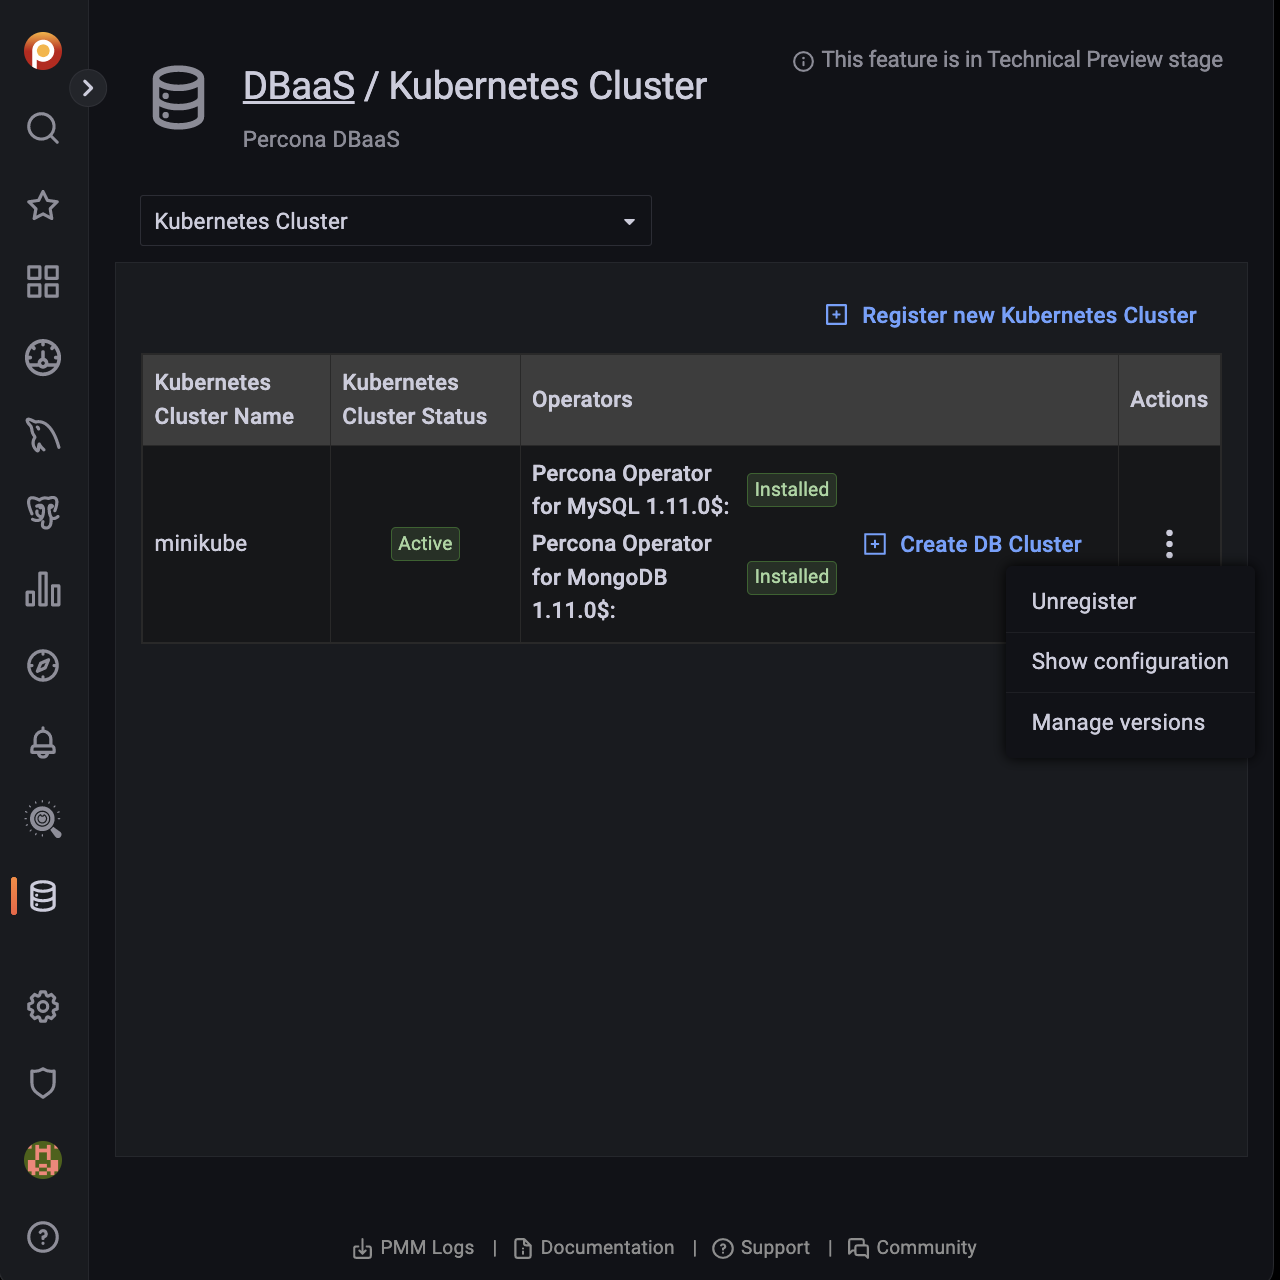 This feature is in Technical Preview stage
DBaaS / Kubernetes Cluster
Percona DBaaS
Kubernetes Cluster
Register new Kubernetes Cluster
Kubernetes
Cluster Name
Kubernetes
Cluster Status
Operators
Actions
minikube
Active
Percona Operator
for MySQL 1.11.0$:
Installed
Percona Operator
for MongoDB
1.11.0$:
Installed
Create DB Cluster
Unregister
Show configuration
Manage versions
PMM Logs | Documentation | Support | Community